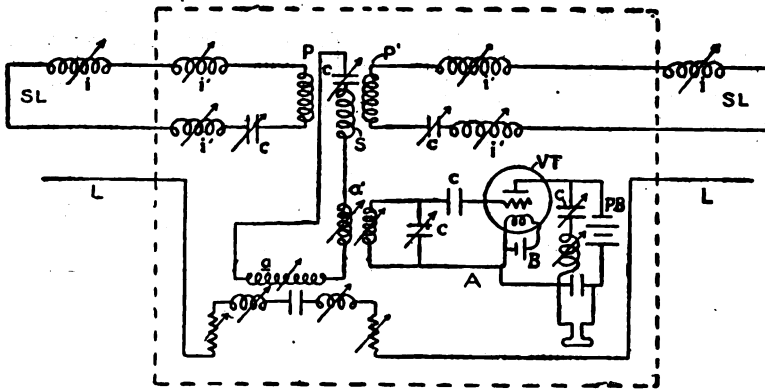 P P'
i i' c i' i
SL SL
i' c S c i'
VT
L a' c c PB L
c
B
a A